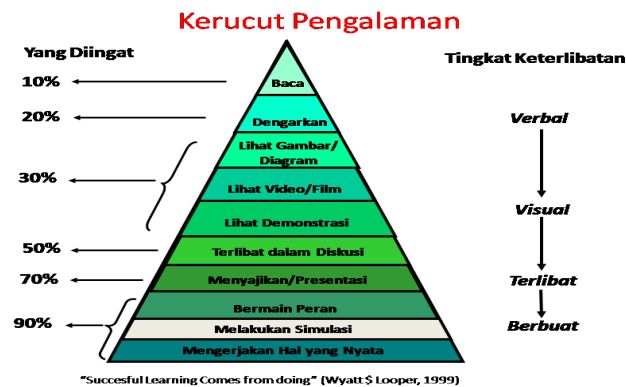 Kerucut Pengalaman
Yang Diingat
Tingkat Keterlibatan
10%
Baca
20%
Dengarkan
Verbal
Lihat Gambar/
Diagram
30%
Lihat Video/Film
Lihat Demonstrasi
Visual
50%
Terlibat dalam Diskusi
70%
Menyajikan/Presentasi
Terlibat
Bermain Peran
90%
Melakukan Simulasi
Berbuat
Mengerjakan Hal yang Nyata
“Succesful Learning Comes from doing” (Wyatt $ Looper, 1999)